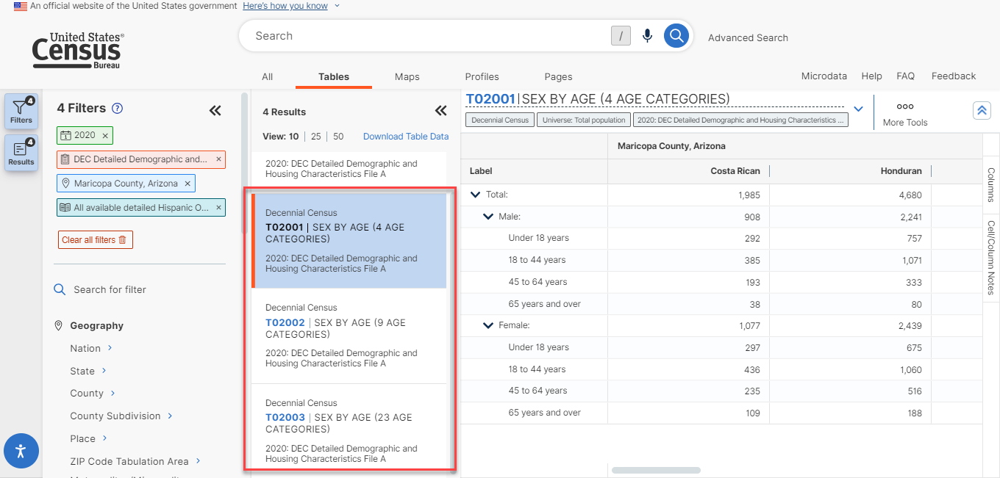 An official website of the United States government Here's how you know
United States®
Census
Bureau
Search /
Advanced Search
All Tables Maps Profiles Pages
Microdata Help FAQ Feedback
4
Filters
4
Results
4 Filters ?
2020 ×
DEC Detailed Demographic and... ×
Maricopa County, Arizona ×
All available detailed Hispanic O... ×
Clear all filters
Search for filter
Geography
Nation
State
County
County Subdivision
Place
ZIP Code Tabulation Area
4 Results
View: 10 | 25 | 50 Download Table Data
2020: DEC Detailed Demographic and
Housing Characteristics File A
Decennial Census
T02001 | SEX BY AGE (4 AGE
CATEGORIES)
2020: DEC Detailed Demographic and
Housing Characteristics File A
Decennial Census
T02002 | SEX BY AGE (9 AGE
CATEGORIES)
2020: DEC Detailed Demographic and
Housing Characteristics File A
Decennial Census
T02003 | SEX BY AGE (23 AGE
CATEGORIES)
2020: DEC Detailed Demographic and
Housing Characteristics File A
T02001 | SEX BY AGE (4 AGE CATEGORIES)
Decennial Census Universe: Total population 2020: DEC Detailed Demographic and Housing Characteristics ...
More Tools
Maricopa County, Arizona
Label Costa Rican Honduran
Total: 1,985 4,680
Male: 908 2,241
Under 18 years 292 757
18 to 44 years 385 1,071
45 to 64 years 193 333
65 years and over 38 80
Female: 1,077 2,439
Under 18 years 297 675
18 to 44 years 436 1,060
45 to 64 years 235 516
65 years and over 109 188
Columns
Cell/Column Notes